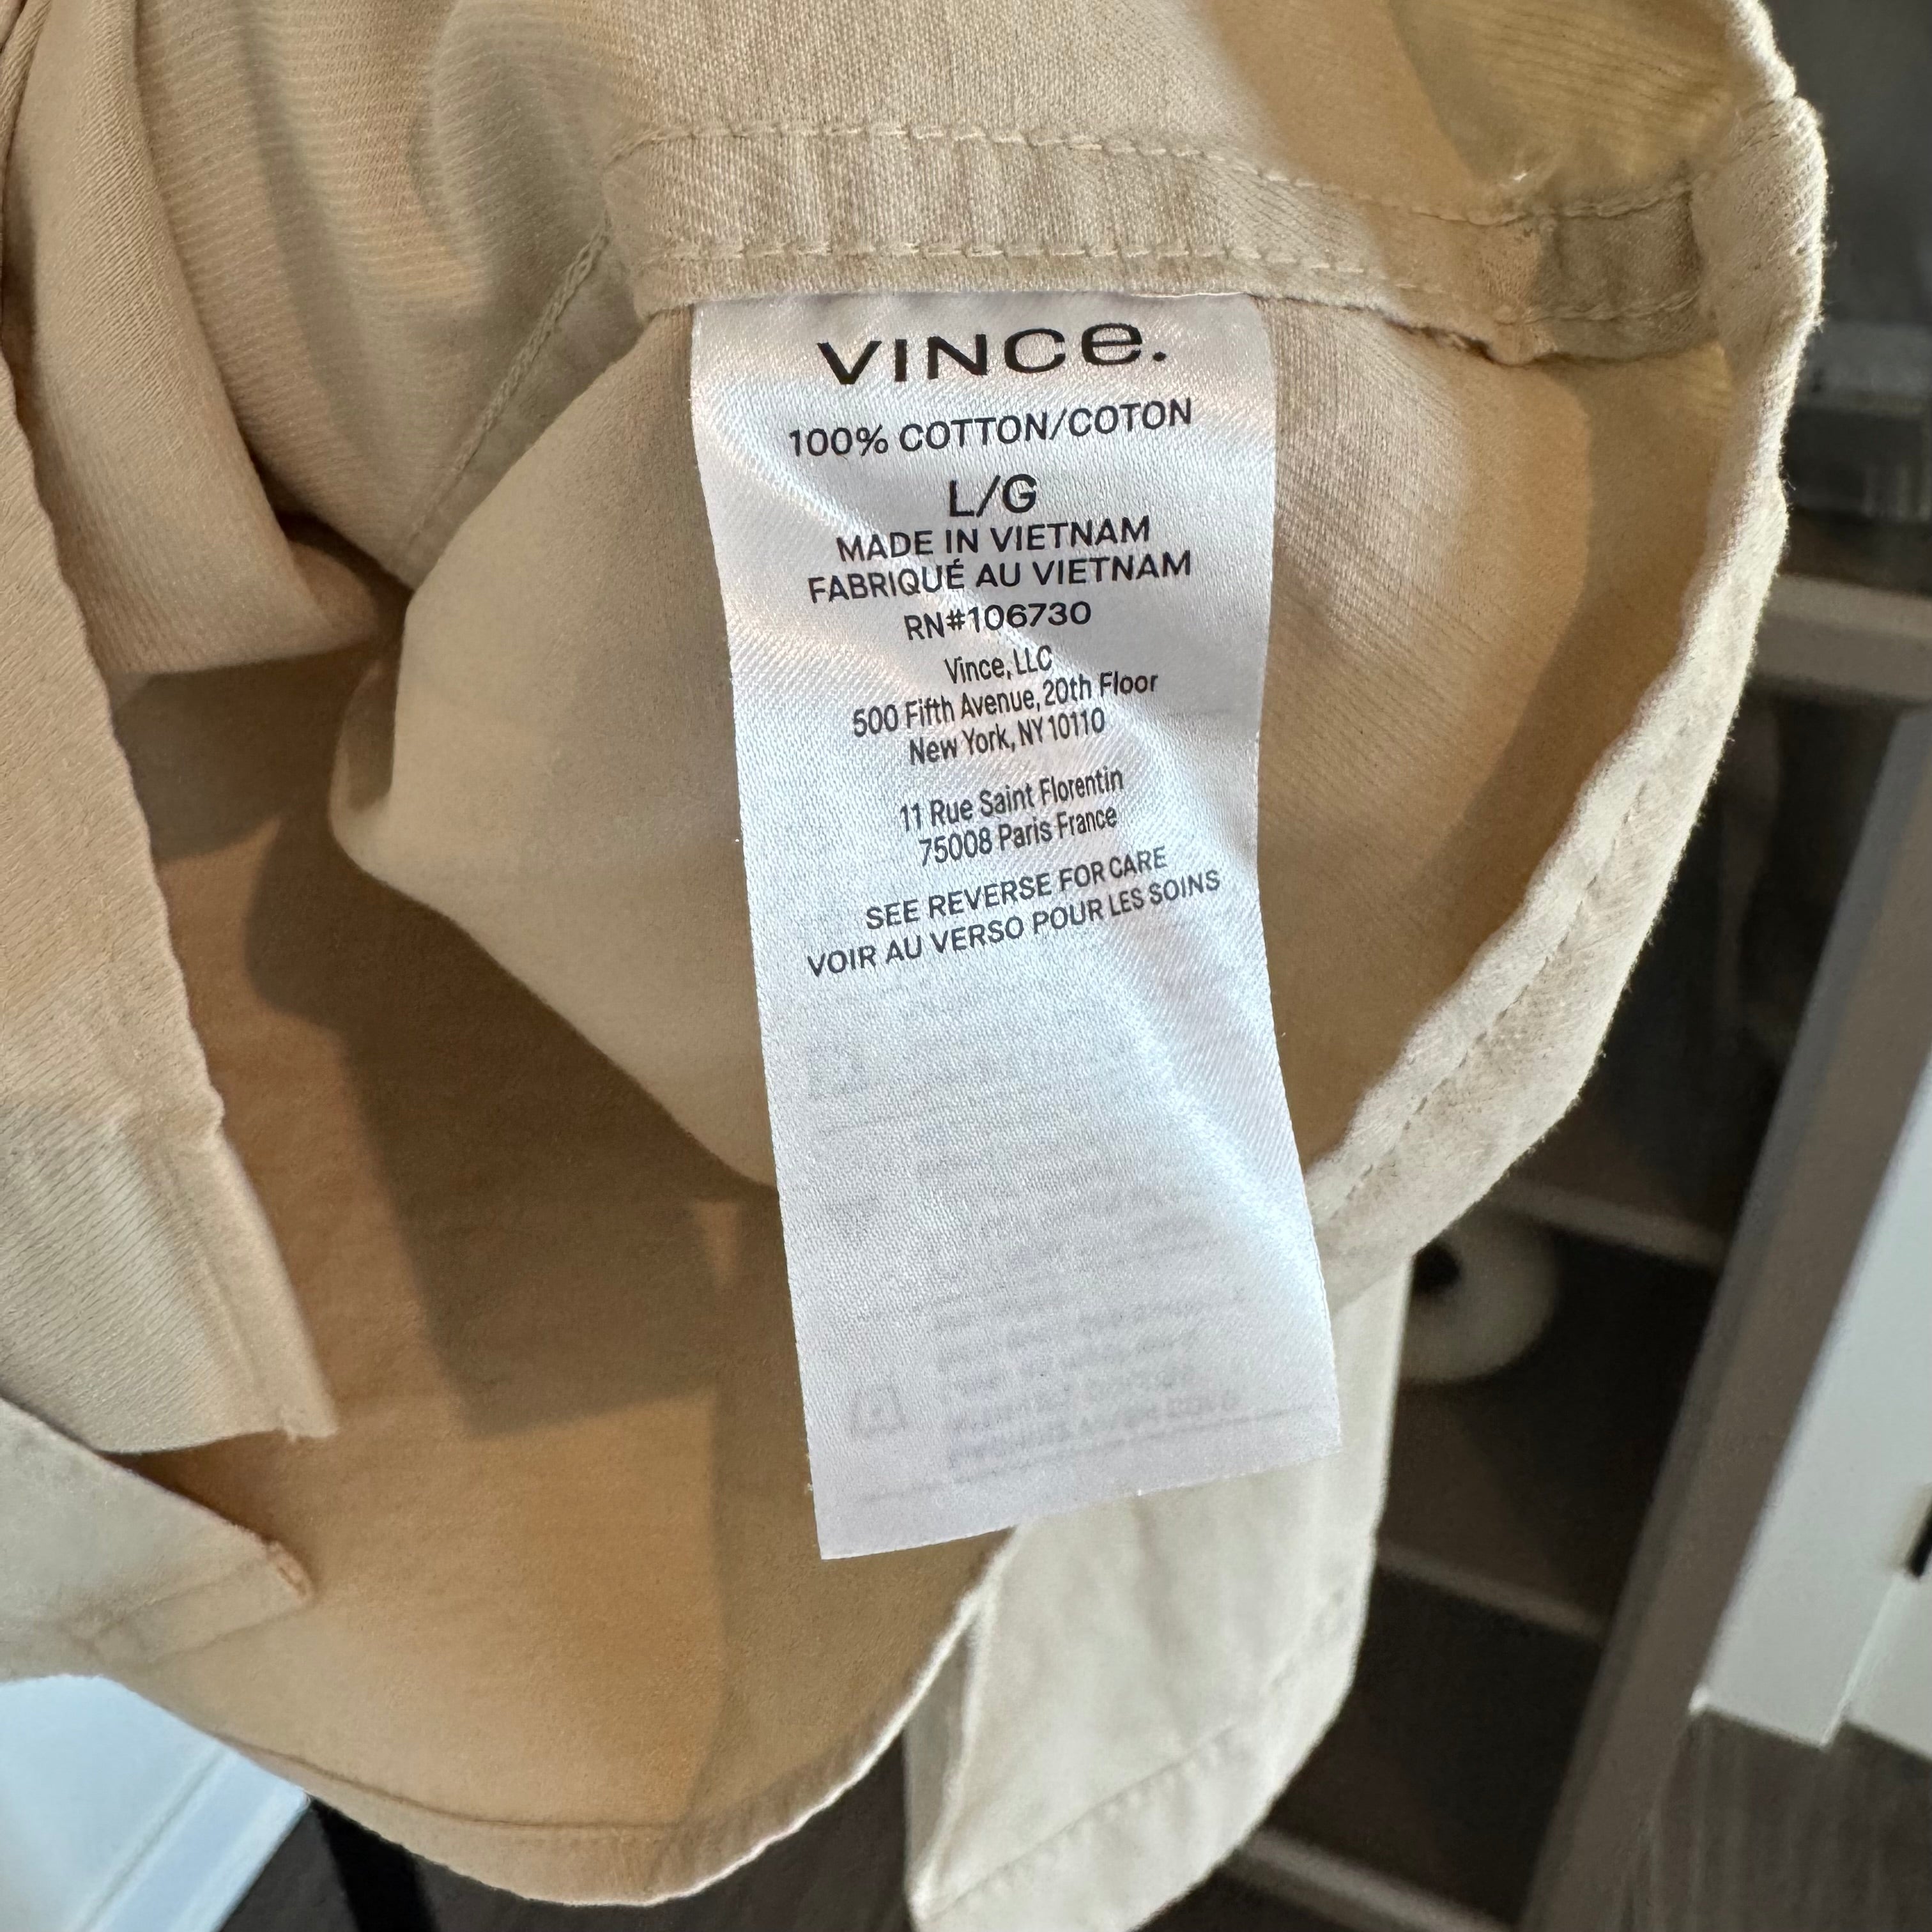 VINCe.
100% COTTON/COTON
L/G
MADE IN VIETNAM
FABRIQUÉ AU VIETNAM
RN#106730
Vince, LLC
500 Fifth Avenue, 20th Floor
New York, NY 10110
11 Rue Saint Florentin
75008 Paris France
SEE REVERSE FOR CARE
VOIR AU VERSO POUR LES SOINS